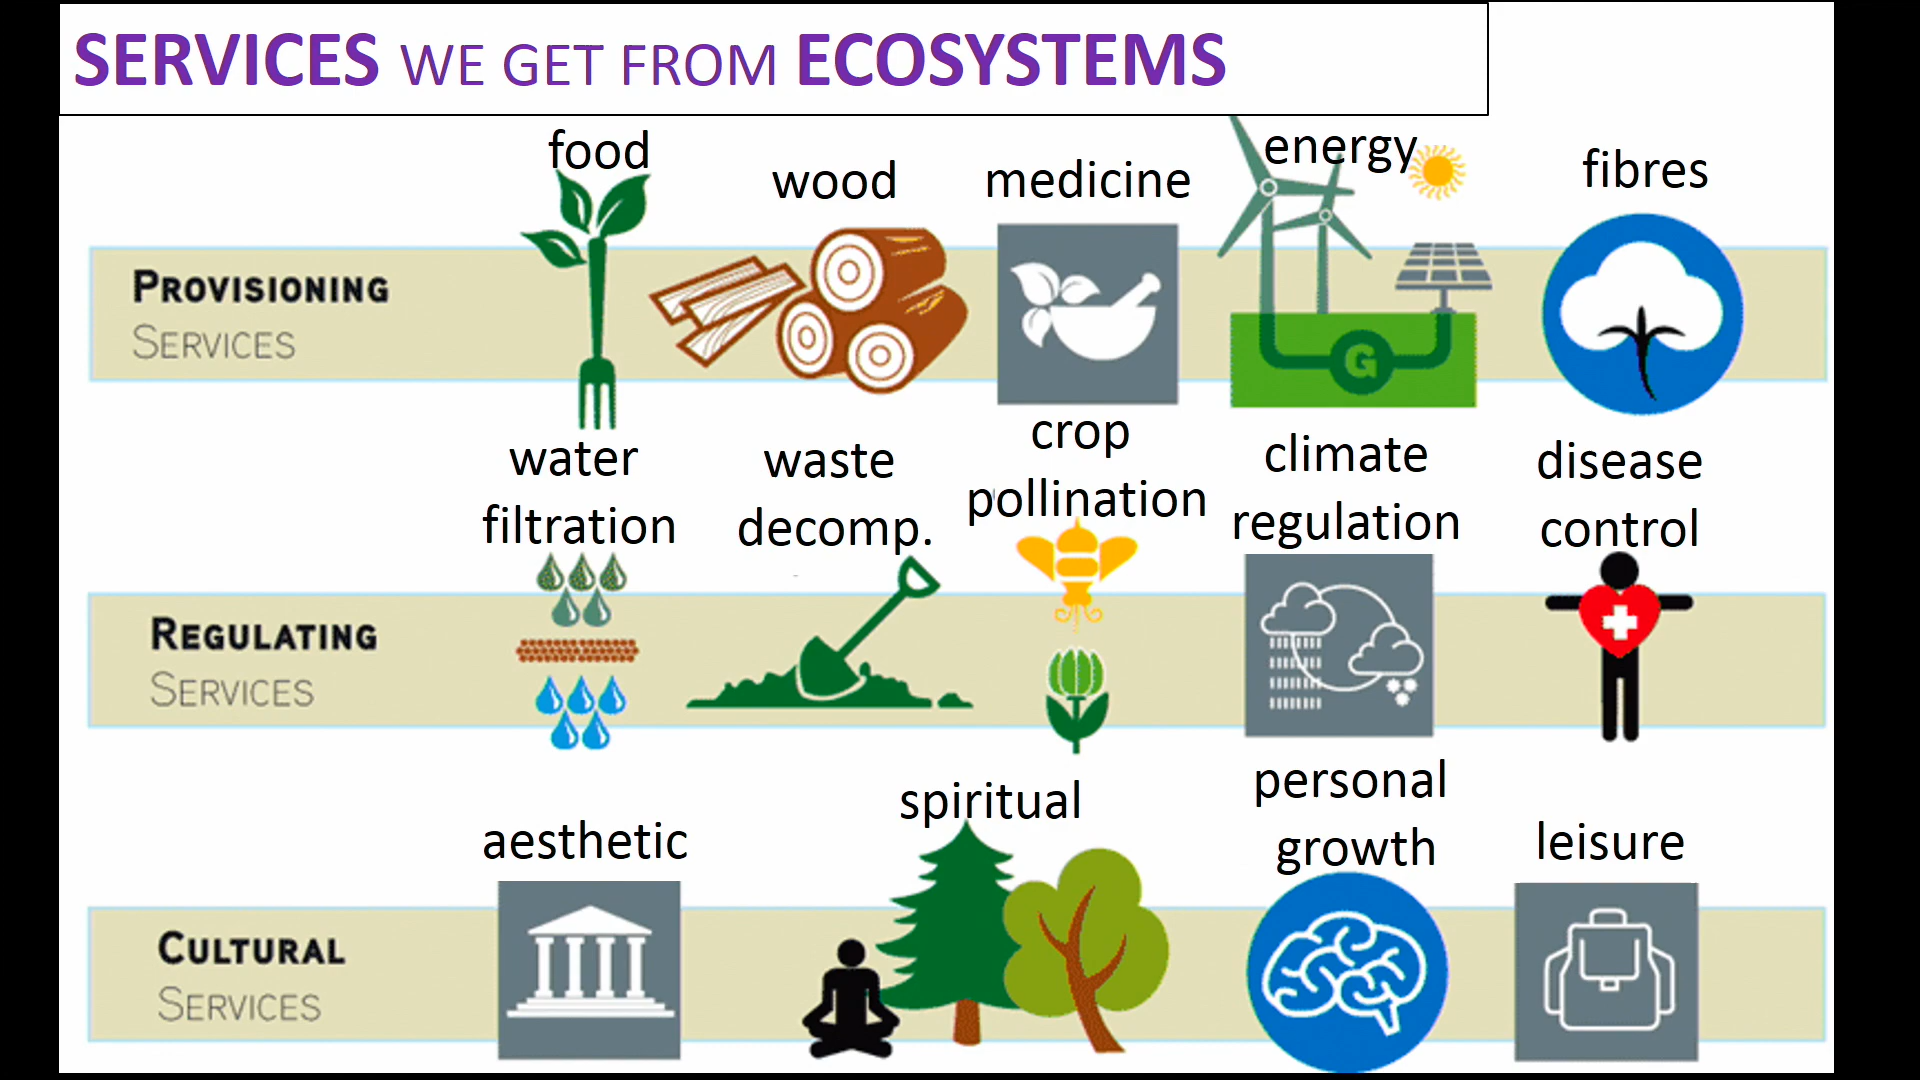 SERVICES WE GET FROM ECOSYSTEMS
food
wood
medicine
energy
fibres
PROVISIONING
SERVICES
G
water
filtration
waste
decomp.
crop
pollination
climate
regulation
disease
control
REGULATING
SERVICES
aesthetic
spiritual
personal
growth
leisure
CULTURAL
SERVICES